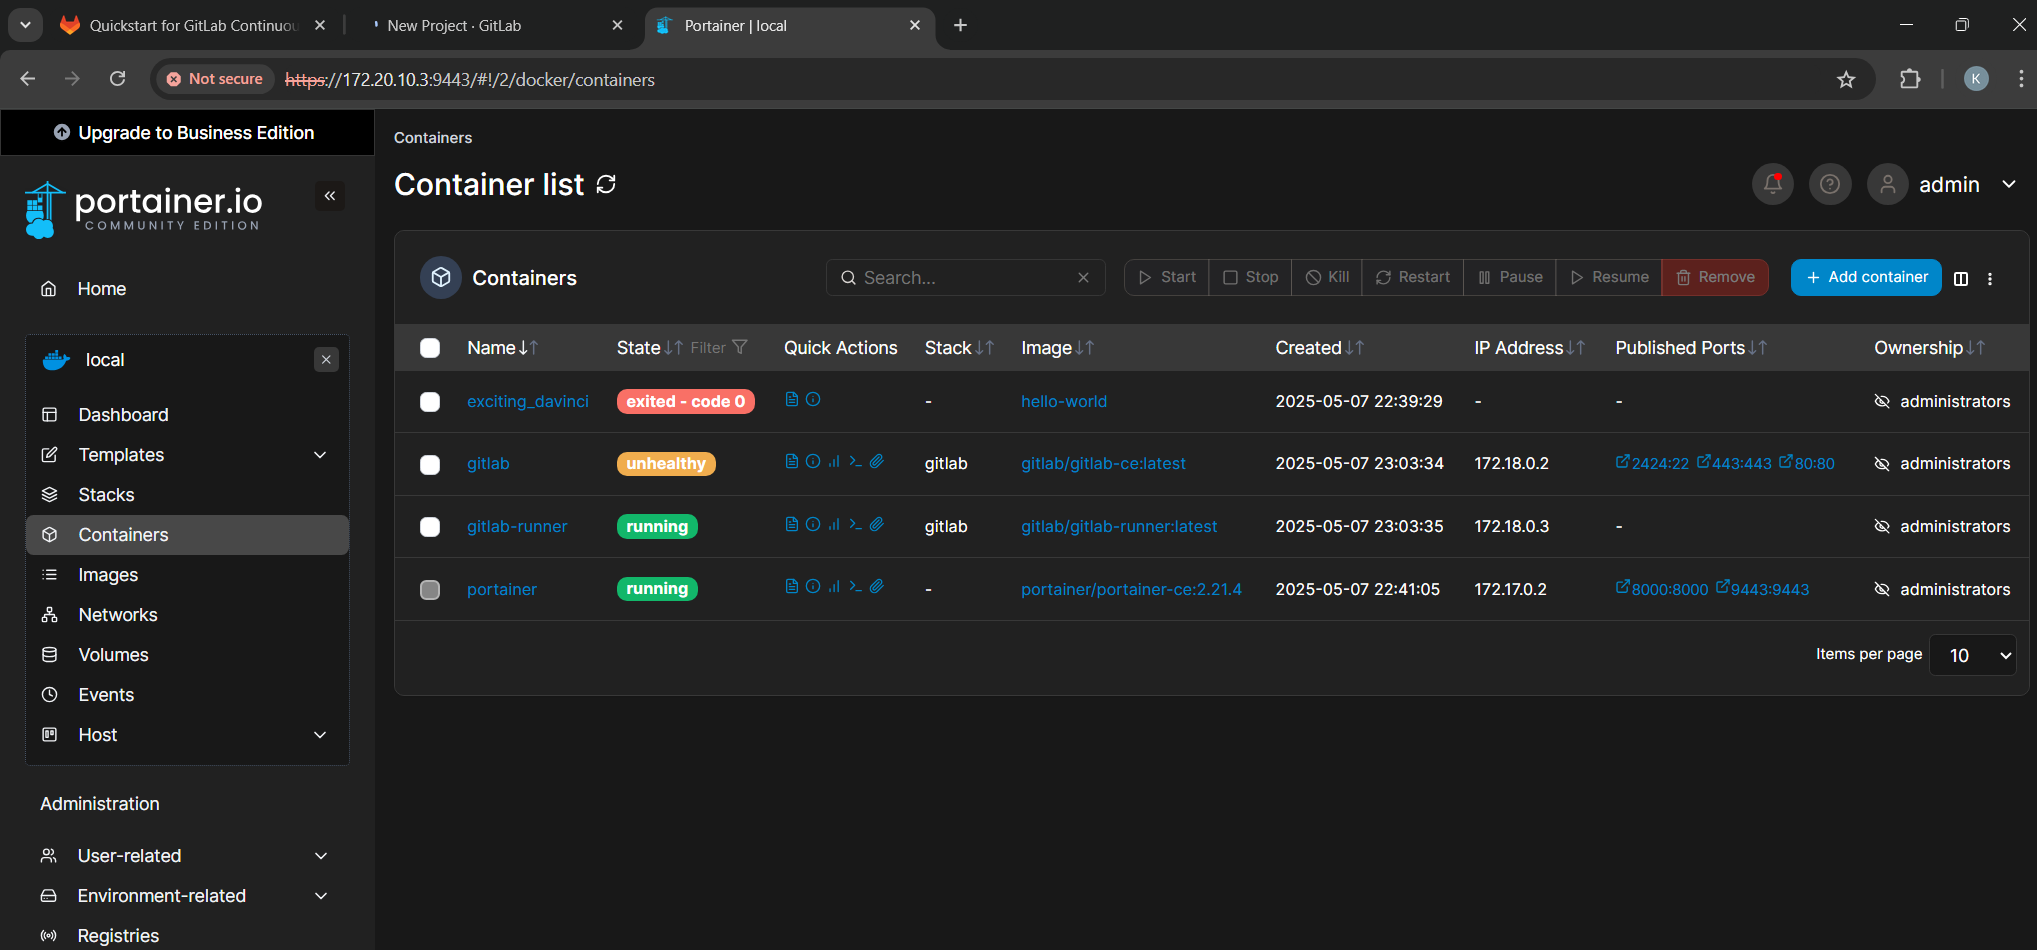 Quickstart for GitLab Continuou
New Project · GitLab
Portainer | local
Not secure
https://172.20.10.3:9443/#!/2/docker/containers
K
Upgrade to Business Edition
portainer.io
COMMUNITY EDITION
Home
local
Dashboard
Templates
Stacks
Containers
Images
Networks
Volumes
Events
Host
Administration
User-related
Environment-related
Registries
Containers
Container list
admin
Containers
Search...
Start
Stop
Kill
Restart
Pause
Resume
Remove
Add container
Name State Filter Quick Actions Stack Image Created IP Address Published Ports Ownership
exciting_davinci exited - code 0 - hello-world 2025-05-07 22:39:29 - - administrators
gitlab unhealthy gitlab gitlab/gitlab-ce:latest 2025-05-07 23:03:34 172.18.0.2 2424:22 443:443 80:80 administrators
gitlab-runner running gitlab gitlab/gitlab-runner:latest 2025-05-07 23:03:35 172.18.0.3 - administrators
portainer running - portainer/portainer-ce:2.21.4 2025-05-07 22:41:05 172.17.0.2 8000:8000 9443:9443 administrators
Items per page 10